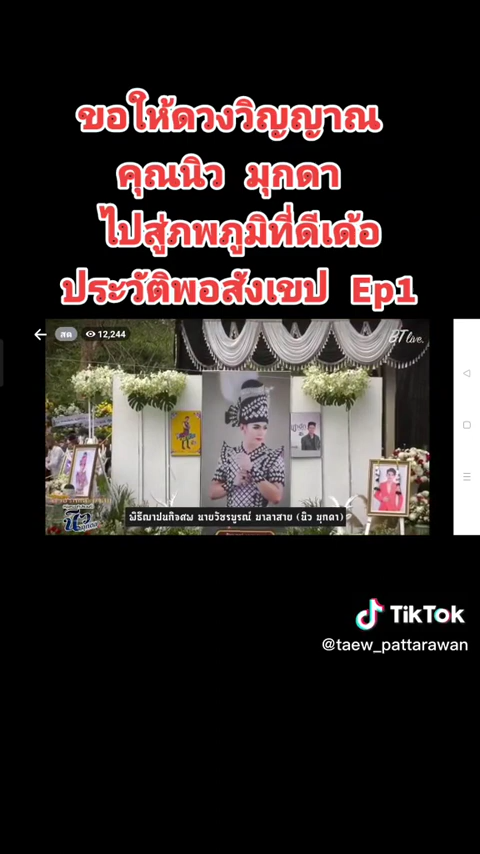 ขอให้ดวงวิญญาณ
คุณนิว มุกดา
ไปสู่ภพภูมิที่ดีเด้อ
ประวัติพอสังเขป Ep1
สด 12,244
BT live.
พิธีฌาปนกิจศพ นายวัชรบูรณ์ มาลาสาย (นิว มุกดา)
TikTok
@taew_pattarawan